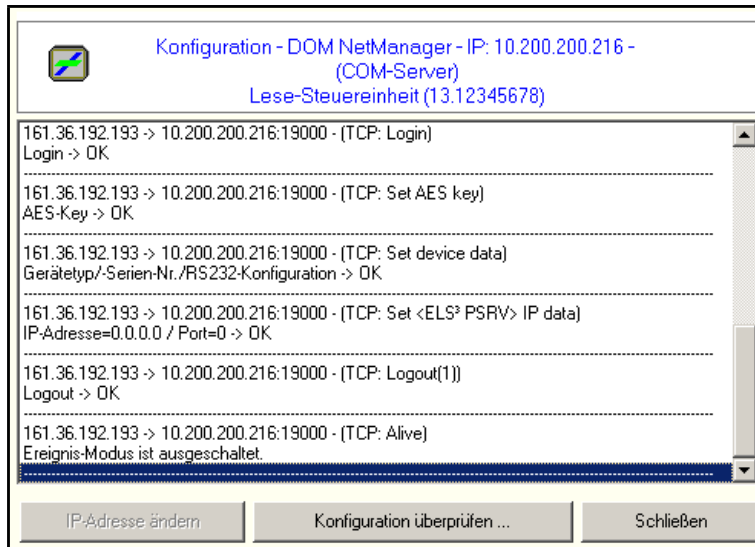 Konfiguration - DOM NetManager - IP: 10.200.200.216 -
(COM-Server)
Lese-Steuereinheit (13.12345678)
161.36.192.193 -> 10.200.200.216:19000 - (TCP: Login)
Login -> OK
161.36.192.193 -> 10.200.200.216:19000 - (TCP: Set AES key)
AES-Key -> OK
161.36.192.193 -> 10.200.200.216:19000 - (TCP: Set device data)
Gerätetyp/-Serien-Nr./RS232-Konfiguration -> OK
161.36.192.193 -> 10.200.200.216:19000 - (TCP: Set <ELS³ PSRV> IP data)
IP-Adresse=0.0.0.0 / Port=0 -> OK
161.36.192.193 -> 10.200.200.216:19000 - (TCP: Logout(1))
Logout -> OK
161.36.192.193 -> 10.200.200.216:19000 - (TCP: Alive)
Ereignis-Modus ist ausgeschaltet.
IP-Adresse ändern
Konfiguration überprüfen ...
Schließen